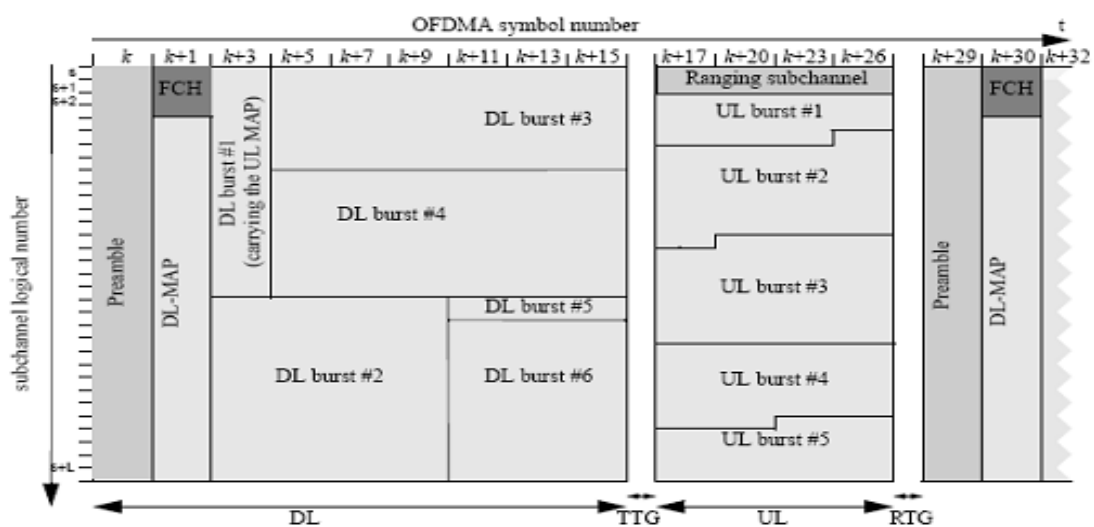 OFDMA symbol number
t
k k+1 k+3 k+5 k+7 k+9 k+11 k+13 k+15 k+17 k+20 k+23 k+26 k+29 k+30 k+32
subchannel logical number
s
s+1
s+2
s+L
Preamble
FCH
DL-MAP
DL burst #1
(carrying the UL MAP)
DL burst #3
DL burst #4
DL burst #2
DL burst #5
DL burst #6
Ranging subchannel
UL burst #1
UL burst #2
UL burst #3
UL burst #4
UL burst #5
Preamble
FCH
DL-MAP
DL TTG UL RTG